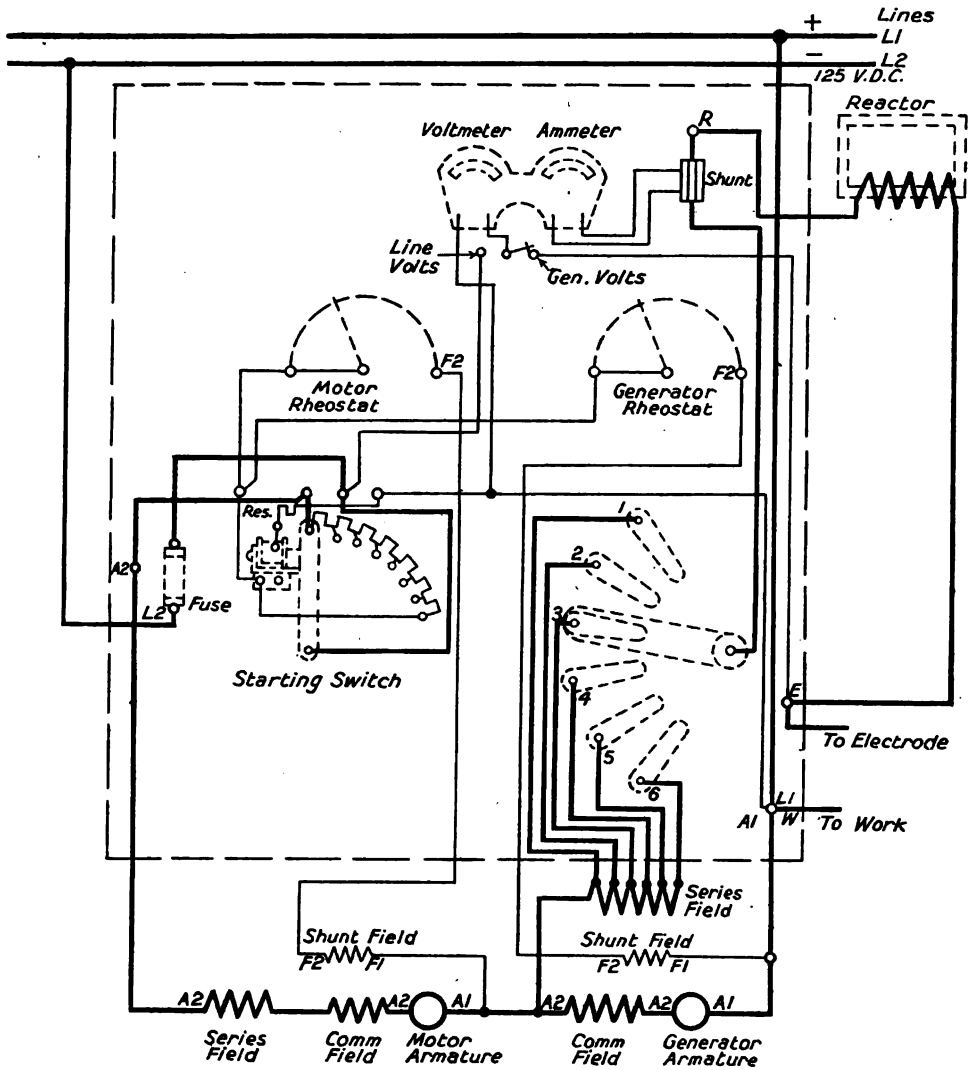 + Lines
L1
– L2
125 V.D.C.
Reactor
Voltmeter Ammeter R
Shunt
Line
Volts
Gen. Volts
F2 F2
Motor
Rheostat
Generator
Rheostat
Res.
1
2
A2
L2 Fuse
3
Starting Switch
4
E
To Electrode
5
6
L1
A1 W To Work
Series
Field
Shunt Field
F2 F1
Shunt Field
F2 F1
A2 A2 A1 A2 A2 A1
Series
Field
Comm
Field
Motor
Armature
Comm
Field
Generator
Armature